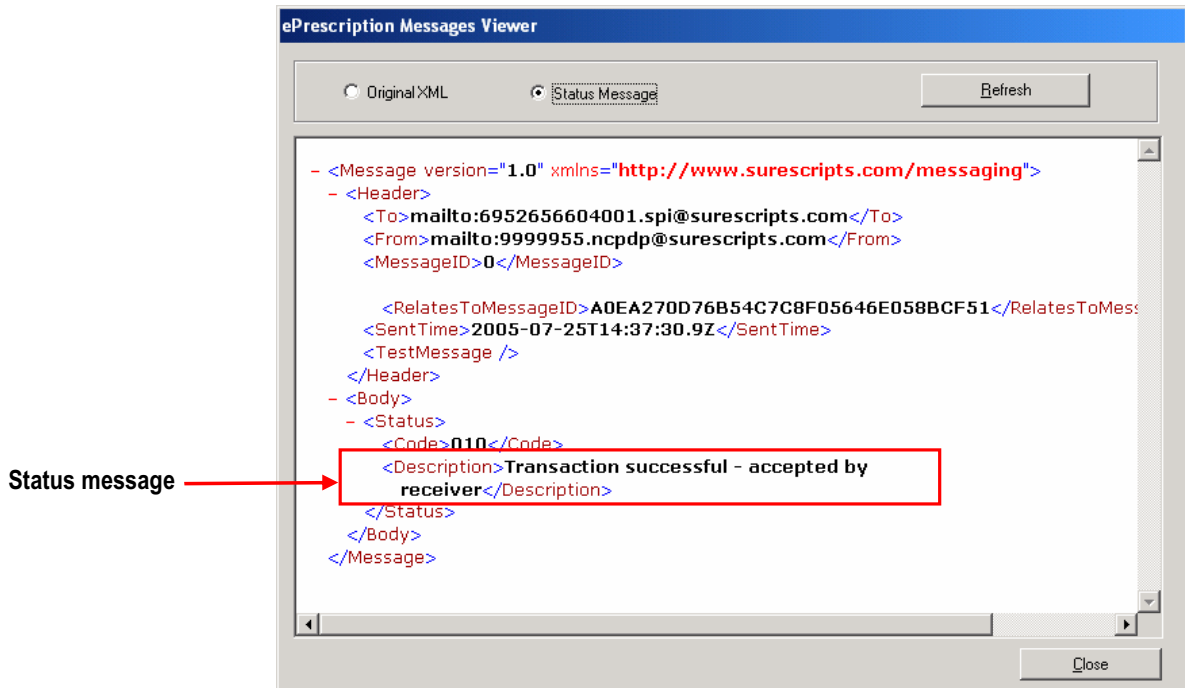 ePrescription Messages Viewer
Original XML Status Message Refresh
- <Message version="1.0" xmlns="http://www.surescripts.com/messaging">
- <Header>
<To>mailto:6952656604001.spi@surescripts.com</To>
<From>mailto:9999955.ncpdp@surescripts.com</From>
<MessageID>0</MessageID>
<RelatesToMessageID>A0EA270D76B54C7C8F05646E058BCF51</RelatesToMess
<SentTime>2005-07-25T14:37:30.9Z</SentTime>
<TestMessage />
</Header>
- <Body>
- <Status>
<Code>010</Code>
<Description>Transaction successful - accepted by
receiver</Description>
Status message
</Status>
</Body>
</Message>
Close